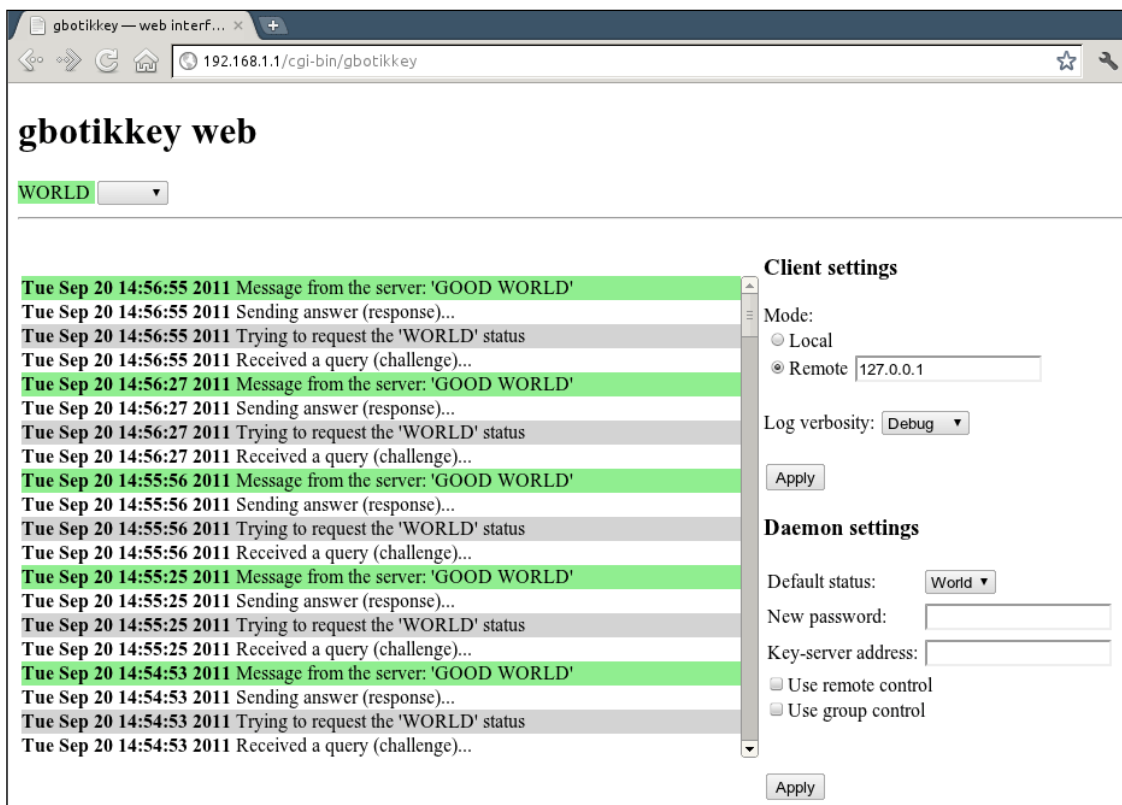 gbotikkey — web interf...
192.168.1.1/cgi-bin/gbotikkey
gbotikkey web
WORLD
Tue Sep 20 14:56:55 2011 Message from the server: 'GOOD WORLD'
Tue Sep 20 14:56:55 2011 Sending answer (response)...
Tue Sep 20 14:56:55 2011 Trying to request the 'WORLD' status
Tue Sep 20 14:56:55 2011 Received a query (challenge)...
Tue Sep 20 14:56:27 2011 Message from the server: 'GOOD WORLD'
Tue Sep 20 14:56:27 2011 Sending answer (response)...
Tue Sep 20 14:56:27 2011 Trying to request the 'WORLD' status
Tue Sep 20 14:56:27 2011 Received a query (challenge)...
Tue Sep 20 14:55:56 2011 Message from the server: 'GOOD WORLD'
Tue Sep 20 14:55:56 2011 Sending answer (response)...
Tue Sep 20 14:55:56 2011 Trying to request the 'WORLD' status
Tue Sep 20 14:55:56 2011 Received a query (challenge)...
Tue Sep 20 14:55:25 2011 Message from the server: 'GOOD WORLD'
Tue Sep 20 14:55:25 2011 Sending answer (response)...
Tue Sep 20 14:55:25 2011 Trying to request the 'WORLD' status
Tue Sep 20 14:55:25 2011 Received a query (challenge)...
Tue Sep 20 14:54:53 2011 Message from the server: 'GOOD WORLD'
Tue Sep 20 14:54:53 2011 Sending answer (response)...
Tue Sep 20 14:54:53 2011 Trying to request the 'WORLD' status
Tue Sep 20 14:54:53 2011 Received a query (challenge)...
Client settings
Mode:
Local
Remote 127.0.0.1
Log verbosity: Debug
Apply
Daemon settings
Default status: World
New password:
Key-server address:
Use remote control
Use group control
Apply